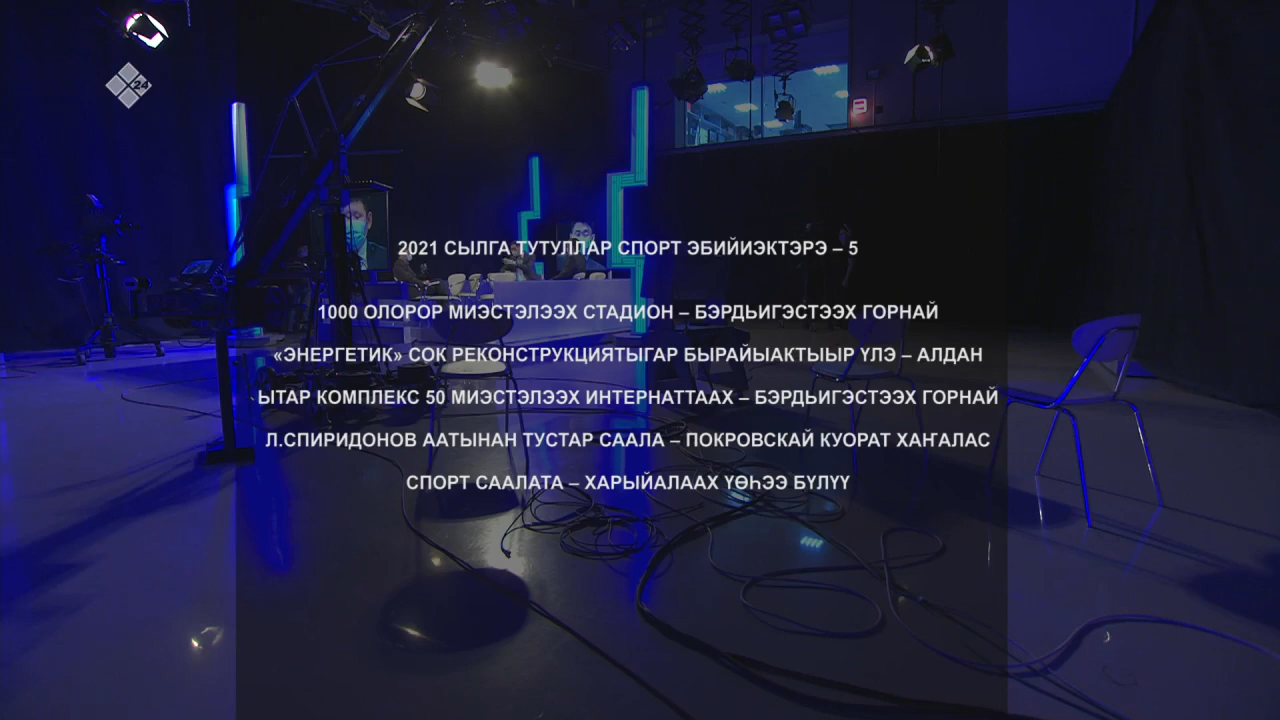 24
2021 СЫЛГА ТУТУЛЛАР СПОРТ ЭБИЙИЭКТЭРЭ – 5
1000 ОЛОРОР МИЭСТЭЛЭЭХ СТАДИОН – БЭРДЬИГЭСТЭЭХ ГОРНАЙ
«ЭНЕРГЕТИК» СОК РЕКОНСТРУКЦИЯТЫГАР БЫРАЙЫАКТЫЫР ҮЛЭ – АЛДАН
ЫТАР КОМПЛЕКС 50 МИЭСТЭЛЭЭХ ИНТЕРНАТТААХ – БЭРДЬИГЭСТЭЭХ ГОРНАЙ
Л.СПИРИДОНОВ ААТЫНАН ТУСТАР СААЛА – ПОКРОВСКАЙ КУОРАТ ХАҤАЛАС
СПОРТ СААЛАТА – ХАРЫЙАЛААХ ҮӨҺЭЭ БҮЛҮҮ